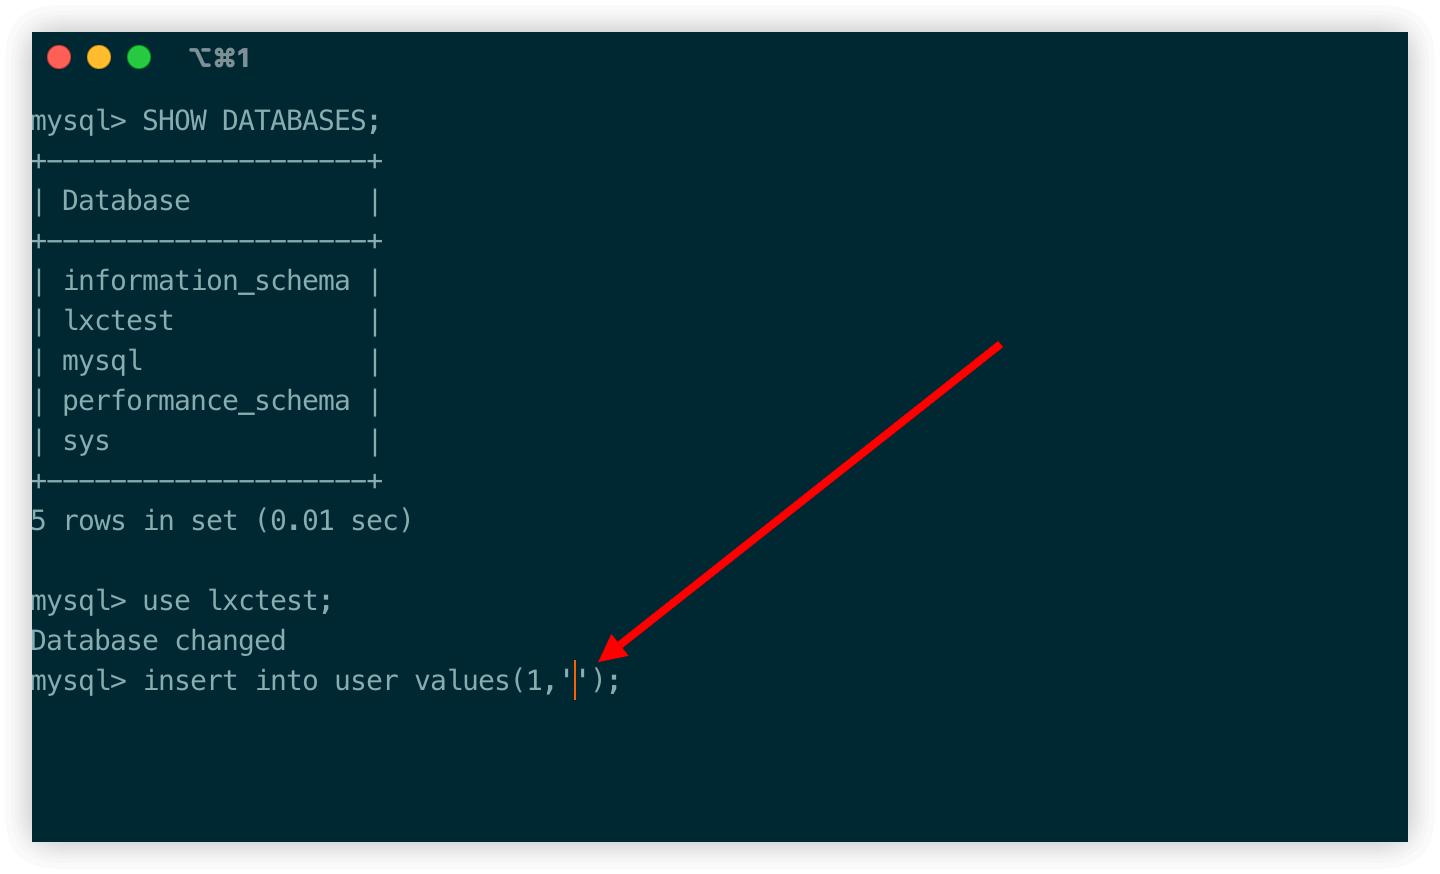 ⌥⌘1
mysql> SHOW DATABASES;
+--------------------+
| Database           |
+--------------------+
| information_schema |
| lxctest            |
| mysql              |
| performance_schema |
| sys                |
+--------------------+
5 rows in set (0.01 sec)
mysql> use lxctest;
Database changed
mysql> insert into user values(1,'');